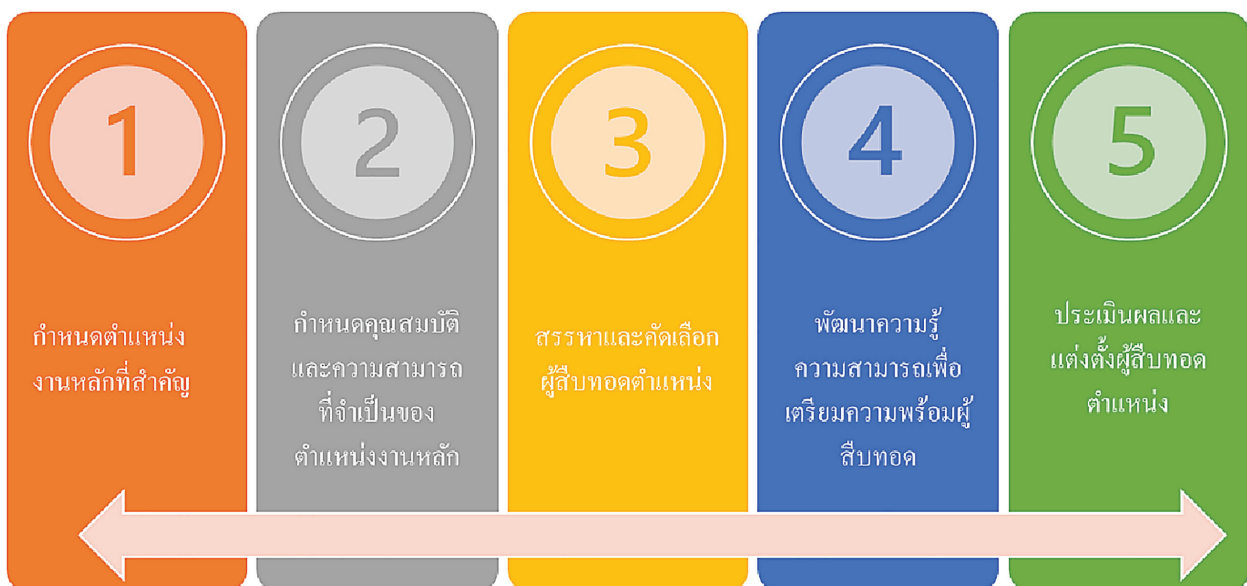 1
กำหนดตำแหน่ง
งานหลักที่สำคัญ
2
กำหนดคุณสมบัติ
และความสามารถ
ที่จำเป็นของ
ตำแหน่งงานหลัก
3
สรรหาและคัดเลือก
ผู้สืบทอดตำแหน่ง
4
พัฒนาความรู้
ความสามารถเพื่อ
เตรียมความพร้อมผู้
สืบทอด
5
ประเมินผลและ
แต่งตั้งผู้สืบทอด
ตำแหน่ง